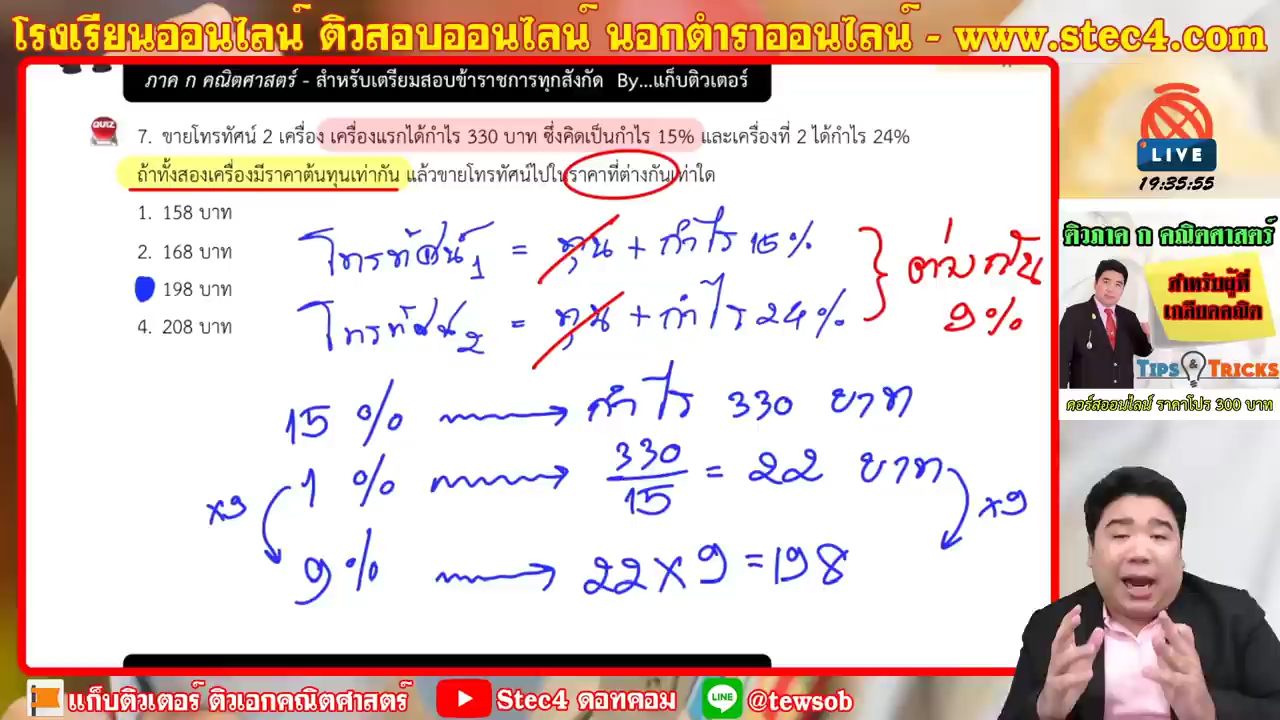 โรงเรียนออนไลน์ ติวสอบออนไลน์ นอกตำราออนไลน์ - www.stec4.com
ภาค ก คณิตศาสตร์ - สำหรับเตรียมสอบข้าราชการทุกสังกัด By...แก็บติวเตอร์
QUIZ
7. ขายโทรทัศน์ 2 เครื่อง เครื่องแรกได้กำไร 330 บาท ซึ่งคิดเป็นกำไร 15% และเครื่องที่ 2 ได้กำไร 24%
ถ้าทั้งสองเครื่องมีราคาต้นทุนเท่ากัน แล้วขายโทรทัศน์ไปในราคาที่ต่างกันเท่าใด
1. 158 บาท
2. 168 บาท
198 บาท
4. 208 บาท
โทรทัศน์1 = ทุน + กำไร 15%
โทรทัศน์2 = ทุน + กำไร 24%
ต่างกัน
9%
15% → กำไร 330 บาท
1% → 330/15 = 22 บาท
×9
×9
9% → 22×9=198
LIVE
19:35:55
ติวภาค ก คณิตศาสตร์
สำหรับผู้ที่
เกลียดคณิต
TIPS & TRICKS
คอร์สออนไลน์ ราคาโปร 300 บาท
แก็บติวเตอร์ ติวเอกคณิตศาสตร์
Stec4 ดอทคอม
LINE
@tewsob